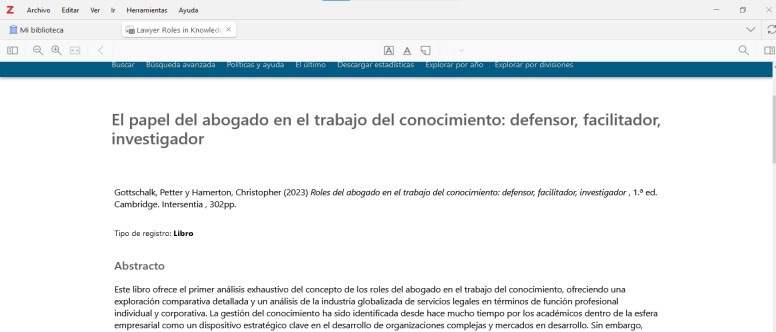 Z Archivo Editar Ver Ir Herramientas Ayuda
Mi biblioteca Lawyer Roles in Knowled
Buscar Búsqueda avanzada Políticas y ayuda El último Descargar estadísticas Explorar por año Explorar por divisiones
El papel del abogado en el trabajo del conocimiento: defensor, facilitador,
investigador
Gottschalk, Petter y Hamerton, Christopher (2023) Roles del abogado en el trabajo del conocimiento: defensor, facilitador, investigador , 1.ª ed.
Cambridge. Intersentia , 302pp.
Tipo de registro: Libro
Abstracto
Este libro ofrece el primer análisis exhaustivo del concepto de los roles del abogado en el trabajo del conocimiento, ofreciendo una
exploración comparativa detallada y un análisis de la industria globalizada de servicios legales en términos de función profesional
individual y corporativa. La gestión del conocimiento ha sido identificada desde hace mucho tiempo por los académicos dentro de la esfera
empresarial como un dispositivo estratégico clave en el desarrollo de organizaciones complejas y mercados en desarrollo. Sin embargo,